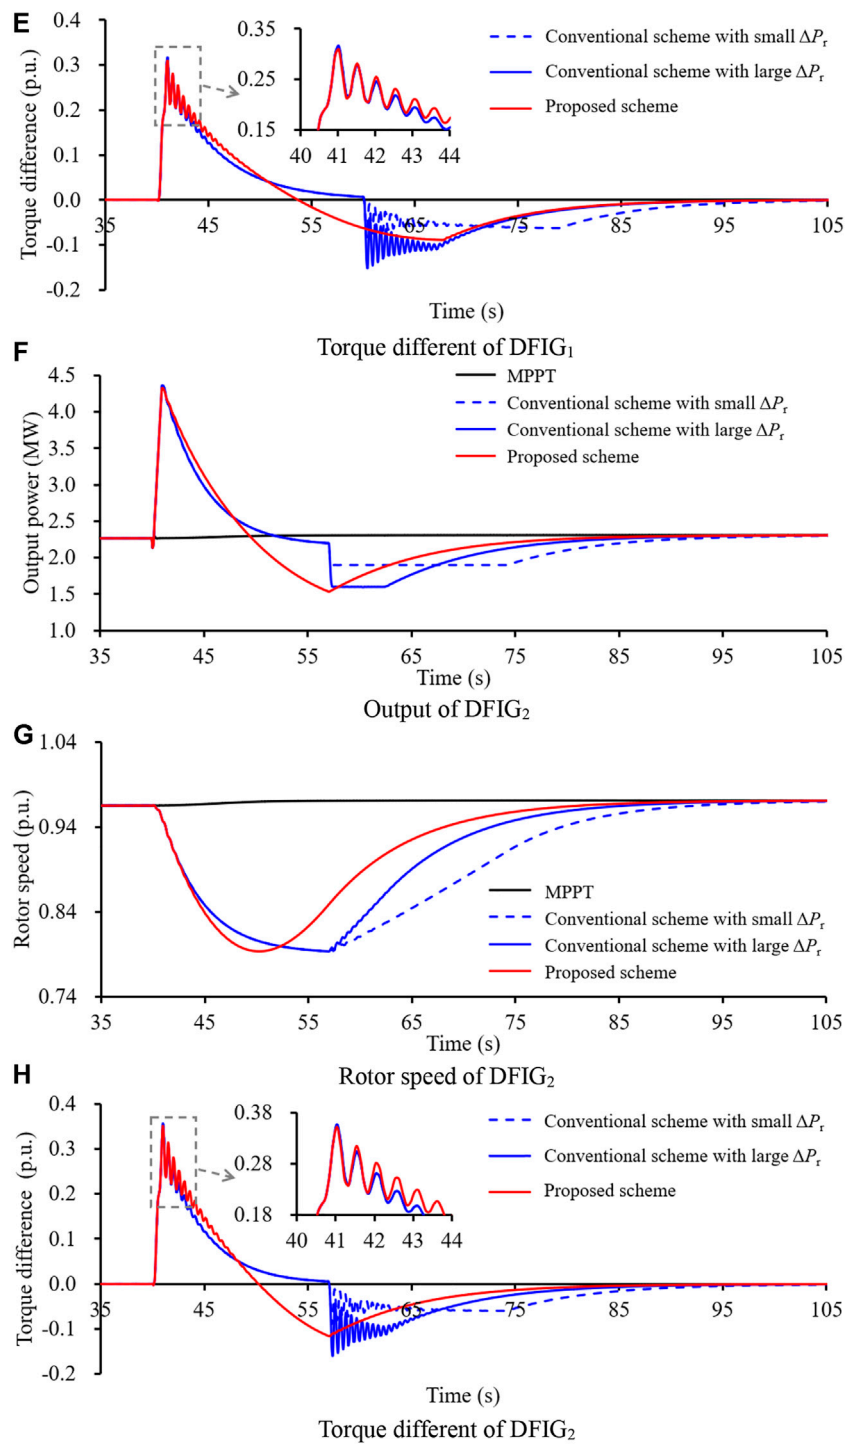 E
0.4
0.3
0.2
0.1
0.0
-0.1
-0.2
Torque difference (p.u.)
35 45 55 65 75 85 95 105
0.35
0.25
0.15
40 41 42 43 44
Conventional scheme with small ΔPr
Conventional scheme with large ΔPr
Proposed scheme
Time (s)
Torque different of DFIG1
F
4.5
4.0
3.5
3.0
2.5
2.0
1.5
1.0
Output power (MW)
MPPT
Conventional scheme with small ΔPr
Conventional scheme with large ΔPr
Proposed scheme
35 45 55 65 75 85 95 105
Time (s)
Output of DFIG2
G
1.04
0.94
0.84
0.74
Rotor speed (p.u.)
MPPT
Conventional scheme with small ΔPr
Conventional scheme with large ΔPr
Proposed scheme
35 45 55 65 75 85 95 105
Time (s)
Rotor speed of DFIG2
H
0.4
0.3
0.2
0.1
0.0
-0.1
-0.2
Torque difference (p.u.)
0.38
0.28
0.18
40 41 42 43 44
Conventional scheme with small ΔPr
Conventional scheme with large ΔPr
Proposed scheme
35 45 55 65 75 85 95 105
Time (s)
Torque different of DFIG2